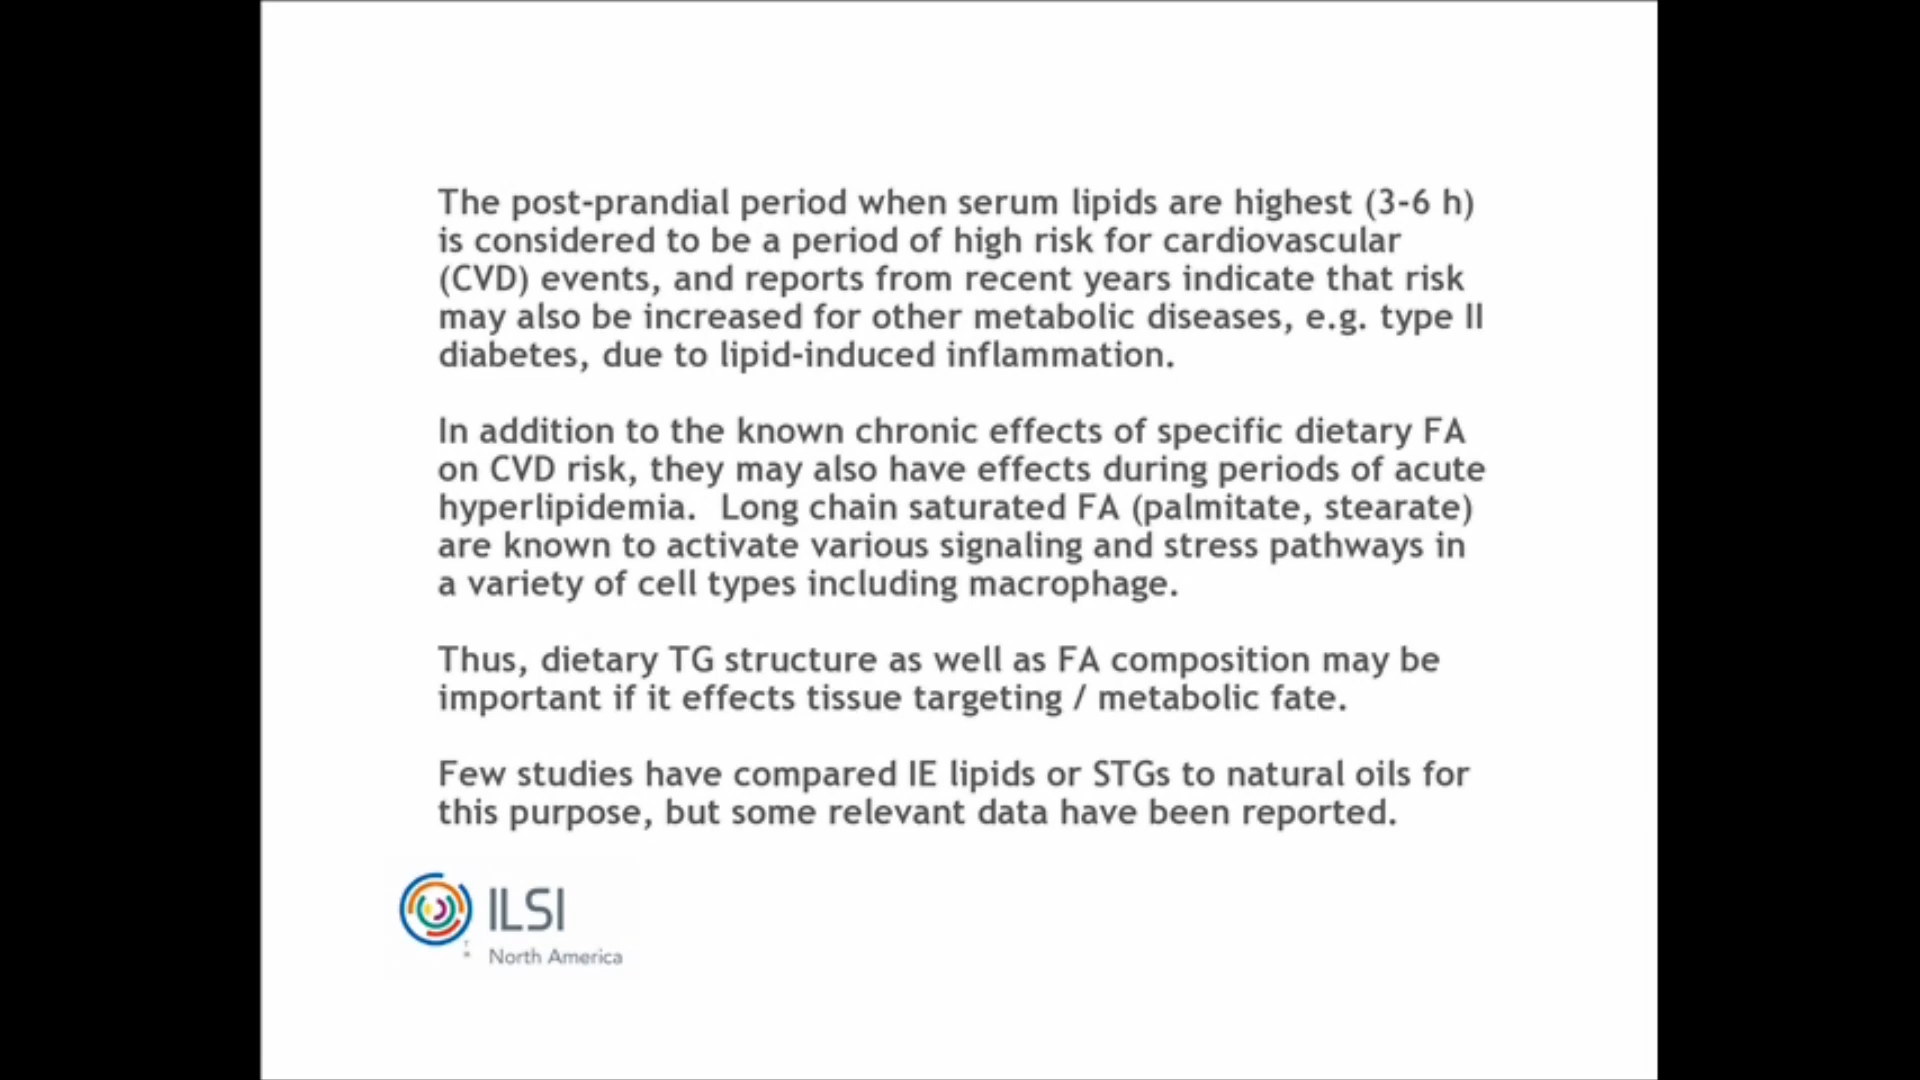 The post-prandial period when serum lipids are highest (3-6 h)
is considered to be a period of high risk for cardiovascular
(CVD) events, and reports from recent years indicate that risk
may also be increased for other metabolic diseases, e.g. type II
diabetes, due to lipid-induced inflammation.
In addition to the known chronic effects of specific dietary FA
on CVD risk, they may also have effects during periods of acute
hyperlipidemia.  Long chain saturated FA (palmitate, stearate)
are known to activate various signaling and stress pathways in
a variety of cell types including macrophage.
Thus, dietary TG structure as well as FA composition may be
important if it effects tissue targeting / metabolic fate.
Few studies have compared IE lipids or STGs to natural oils for
this purpose, but some relevant data have been reported.
ILSI
North America